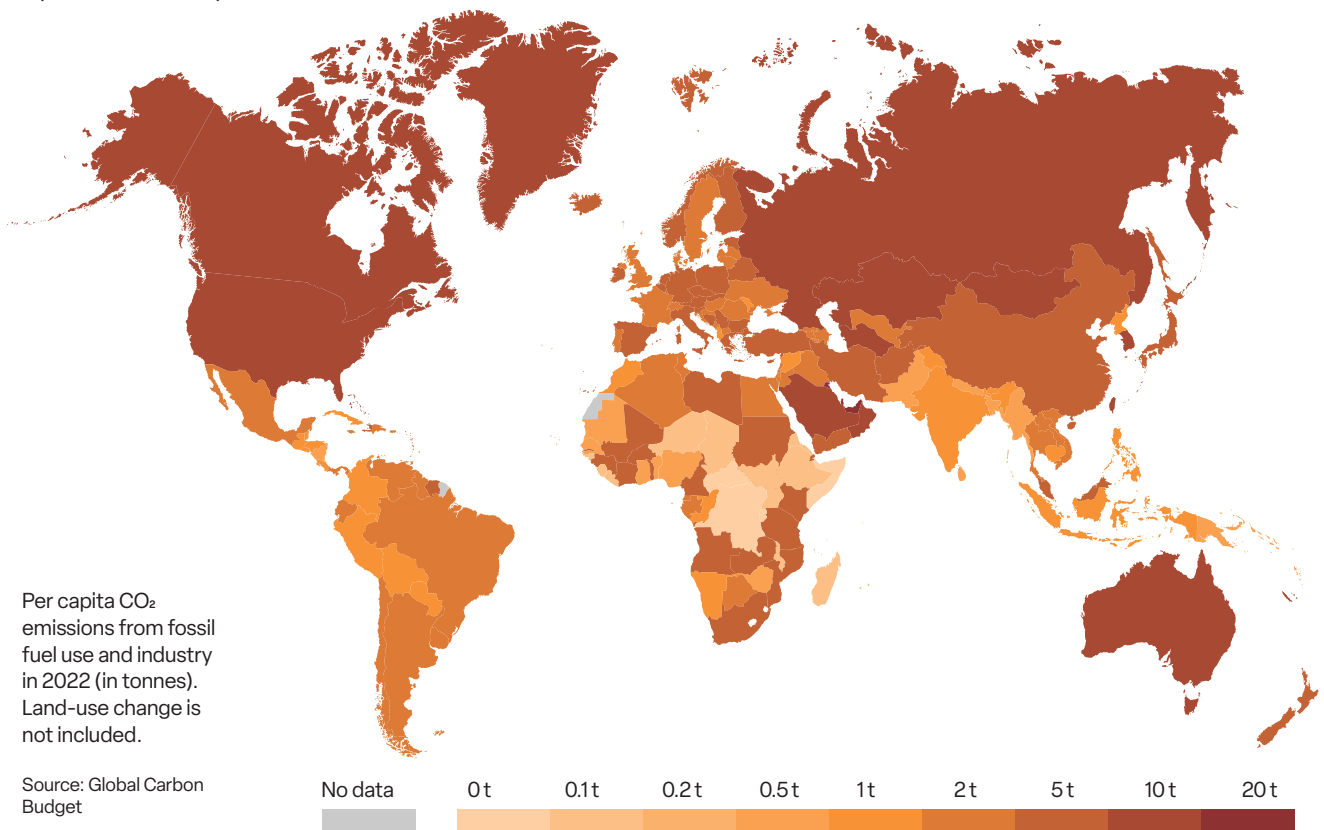 Per capita CO₂
emissions from fossil
fuel use and industry
in 2022 (in tonnes).
Land-use change is
not included.
Source: Global Carbon
Budget
No data
0 t 0.1 t 0.2 t 0.5 t 1 t 2 t 5 t 10 t 20 t